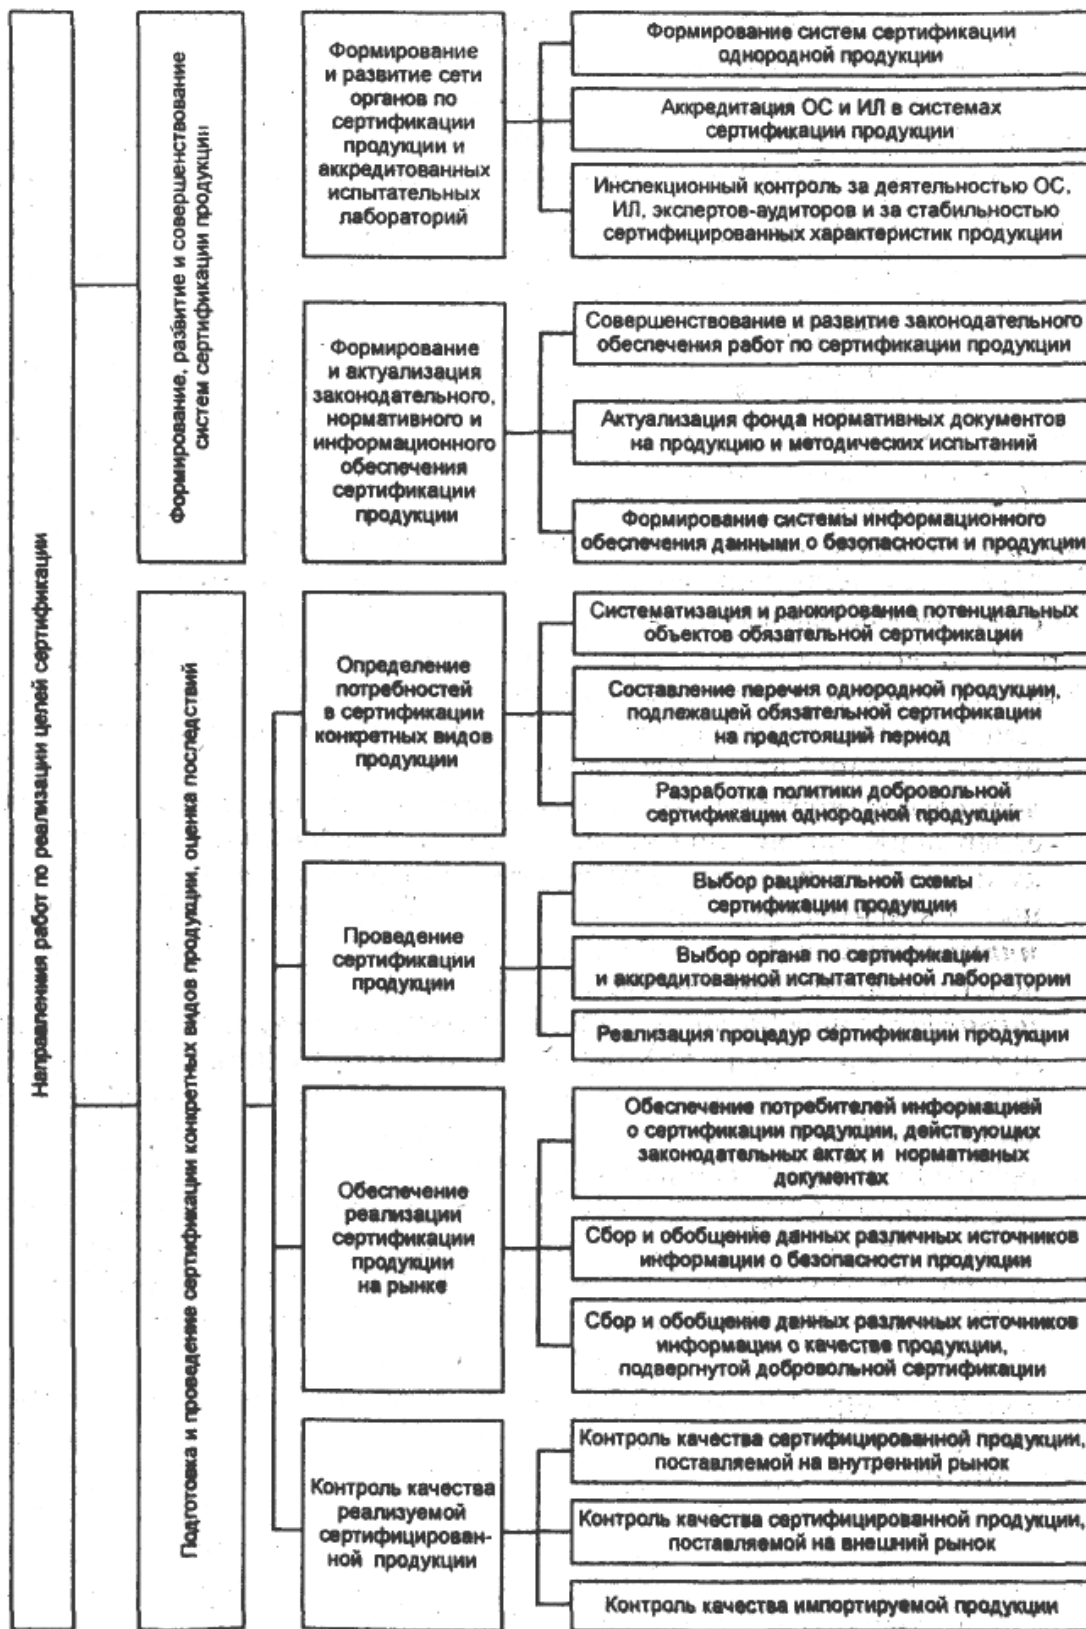 Направления работ по реализации целей сертификации
Формирование, развитие и совершенствование
систем сертификации продукции
Формирование
и развитие сети
органов по
сертификации
продукции и
аккредитованных
испытательных
лабораторий
Формирование систем сертификации
однородной продукции
Аккредитация ОС и ИЛ в системах
сертификации продукции
Инспекционный контроль за деятельностью ОС,
ИЛ, экспертов-аудиторов и за стабильностью
сертифицированных характеристик продукции
Формирование
и актуализация
законодательного,
нормативного и
информационного
обеспечения
сертификации
продукции
Совершенствование и развитие законодательного
обеспечения работ по сертификации продукции
Актуализация фонда нормативных документов
на продукцию и методических испытаний
Формирование системы информационного
обеспечения данными о безопасности и продукции
Подготовка и проведение сертификации конкретных видов продукции, оценка последствий
Определение
потребностей
в сертификации
конкретных видов
продукции
Систематизация и ранжирование потенциальных
объектов обязательной сертификации
Составление перечня однородной продукции,
подлежащей обязательной сертификации
на предстоящий период
Разработка политики добровольной
сертификации однородной продукции
Проведение
сертификации
продукции
Выбор рациональной схемы
сертификации продукции
Выбор органа по сертификации
и аккредитованной испытательной лаборатории
Реализация процедур сертификации продукции
Обеспечение
реализации
сертификации
продукции
на рынке
Обеспечение потребителей информацией
о сертификации продукции, действующих
законодательных актах и нормативных
документах
Сбор и обобщение данных различных источников
информации о безопасности продукции
Сбор и обобщение данных различных источников
информации о качестве продукции,
подвергнутой добровольной сертификации
Контроль качества
реализуемой
сертифицирован-
ной продукции
Контроль качества сертифицированной продукции,
поставляемой на внутренний рынок
Контроль качества сертифицированной продукции,
поставляемой на внешний рынок
Контроль качества импортируемой продукции